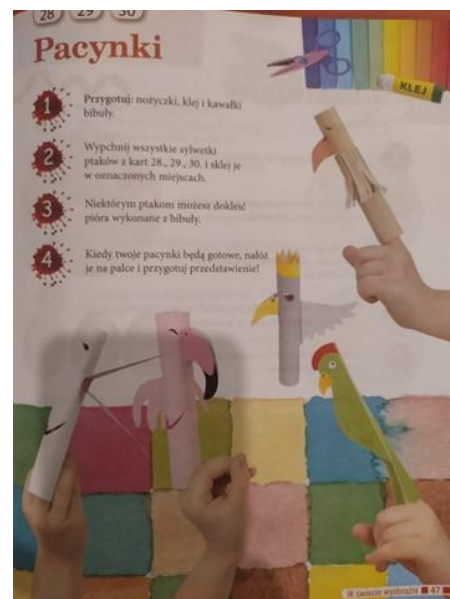 28 29 30
Pacynki
KLEJ
1 Przygotuj: nożyczki, klej i kawałki
bibuły.
2 Wypchnij wszystkie sylwetki
ptaków z kart 28., 29., 30. i sklej je
w oznaczonych miejscach.
3 Niektórym ptakom możesz dokleić
pióra wykonane z bibuły.
4 Kiedy twoje pacynki będą gotowe, nałóż
je na palce i przygotuj przedstawienie!
W świecie wyobraźni 47